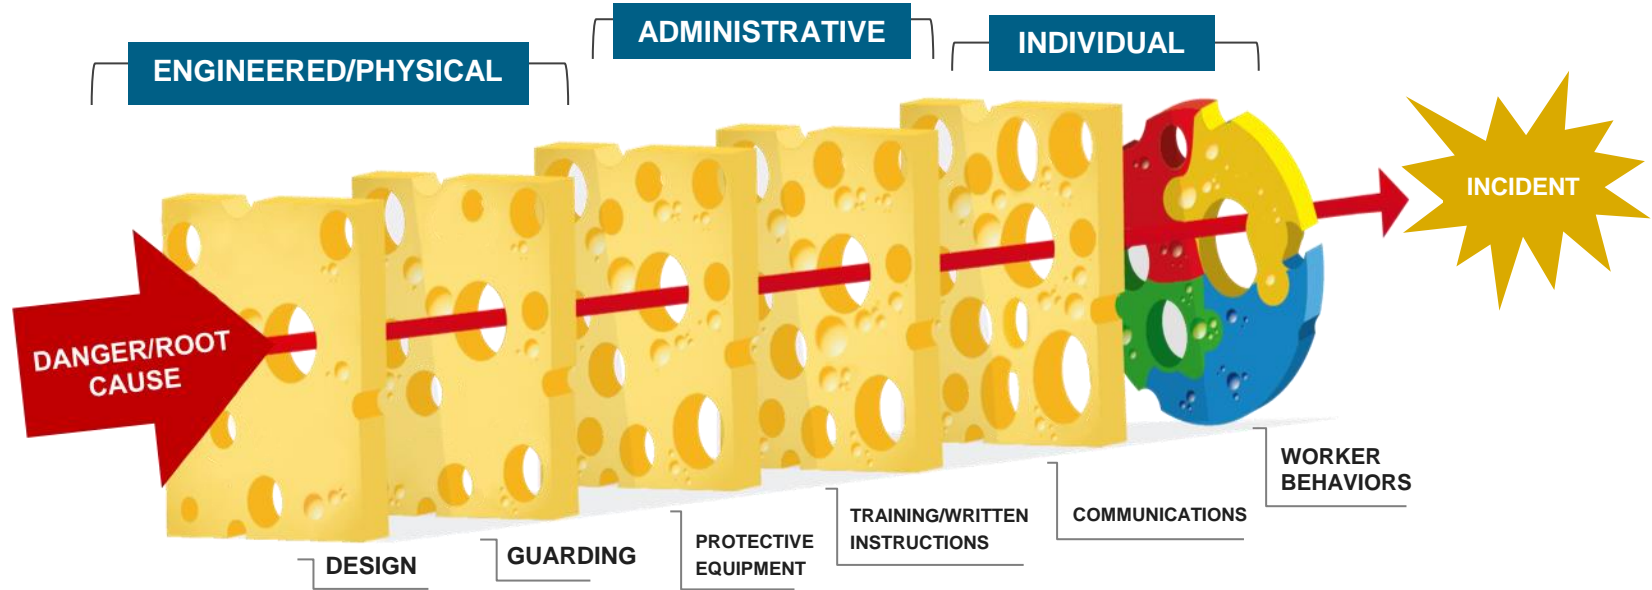 ENGINEERED/PHYSICAL
ADMINISTRATIVE
INDIVIDUAL
DANGER/ROOT
CAUSE
INCIDENT
DESIGN
GUARDING
PROTECTIVE
EQUIPMENT
TRAINING/WRITTEN
INSTRUCTIONS
COMMUNICATIONS
WORKER
BEHAVIORS